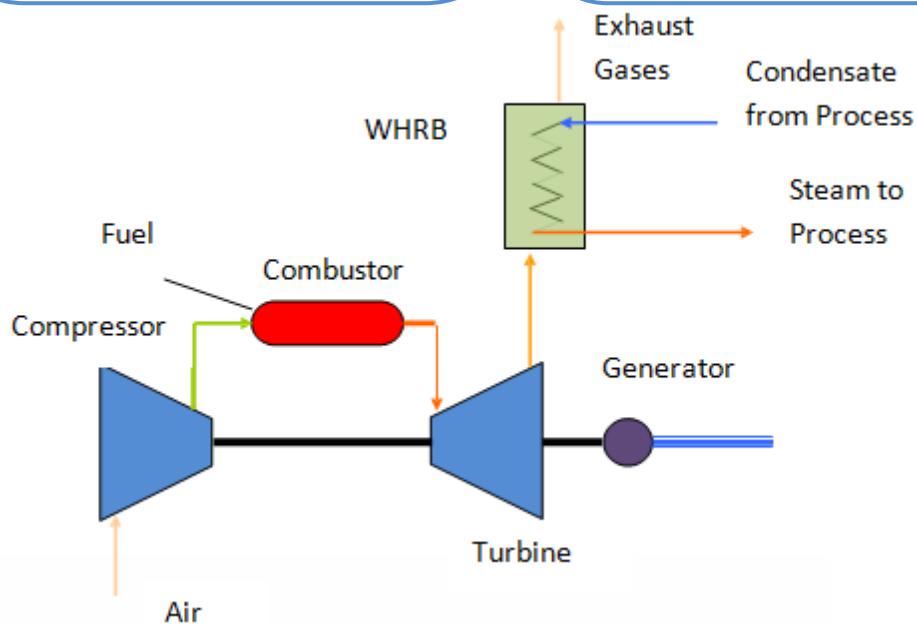 Exhaust
Gases
Condensate
from Process
WHRB
Steam to
Process
Fuel
Combustor
Compressor
Generator
Turbine
Air